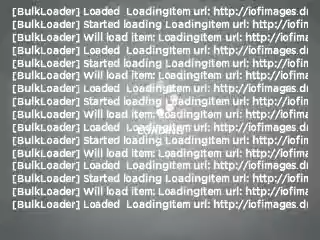 [BulkLoader] Loaded LoadingItem url: http://iofimages.d
[BulkLoader] Started loading LoadingItem url: http://iofi
[BulkLoader] Will load item: LoadingItem url: http://iofima
[BulkLoader] Loaded LoadingItem url: http://iofimages.d
[BulkLoader] Started loading LoadingItem url: http://iofi
[BulkLoader] Will load item: LoadingItem url: http://iofima
[BulkLoader] Loaded LoadingItem url: http://iofimages.d
[BulkLoader] Started loading LoadingItem url: http://iofi
[BulkLoader] Will load item: LoadingItem url: http://iofima
[BulkLoader] Loaded LoadingItem url: http://iofimages.d
[BulkLoader] Started loading LoadingItem url: http://iofi
[BulkLoader] Will load item: LoadingItem url: http://iofima
[BulkLoader] Loaded LoadingItem url: http://iofimages.d
[BulkLoader] Started loading LoadingItem url: http://iofi
[BulkLoader] Will load item: LoadingItem url: http://iofima
[BulkLoader] Loaded LoadingItem url: http://iofimages.d